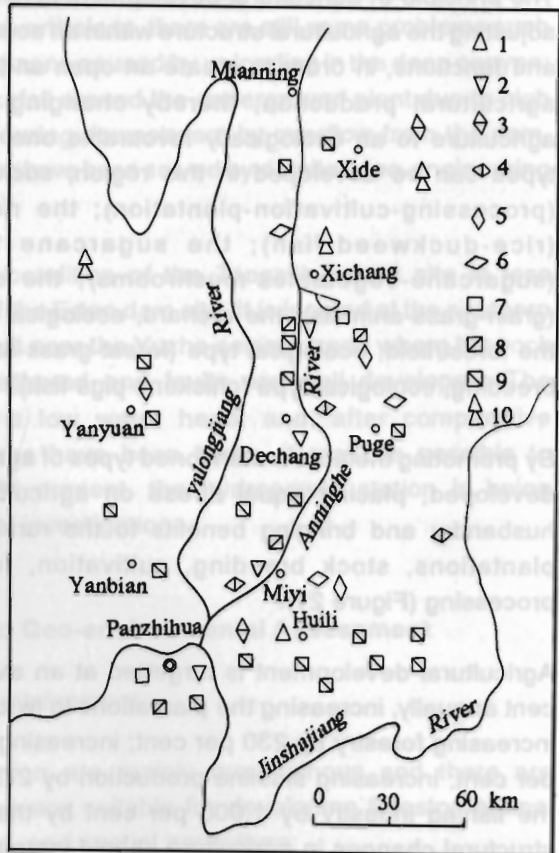 Mianning
Xide
Xichang
River
River
Yanyuan
Yalongjiang
Dechang
Puge
Anninghe
Yanbian
Miyi
Panzhihua
Huili
Jinshajiang
River
0 30 60 km
1
2
3
4
5
6
7
8
9
10